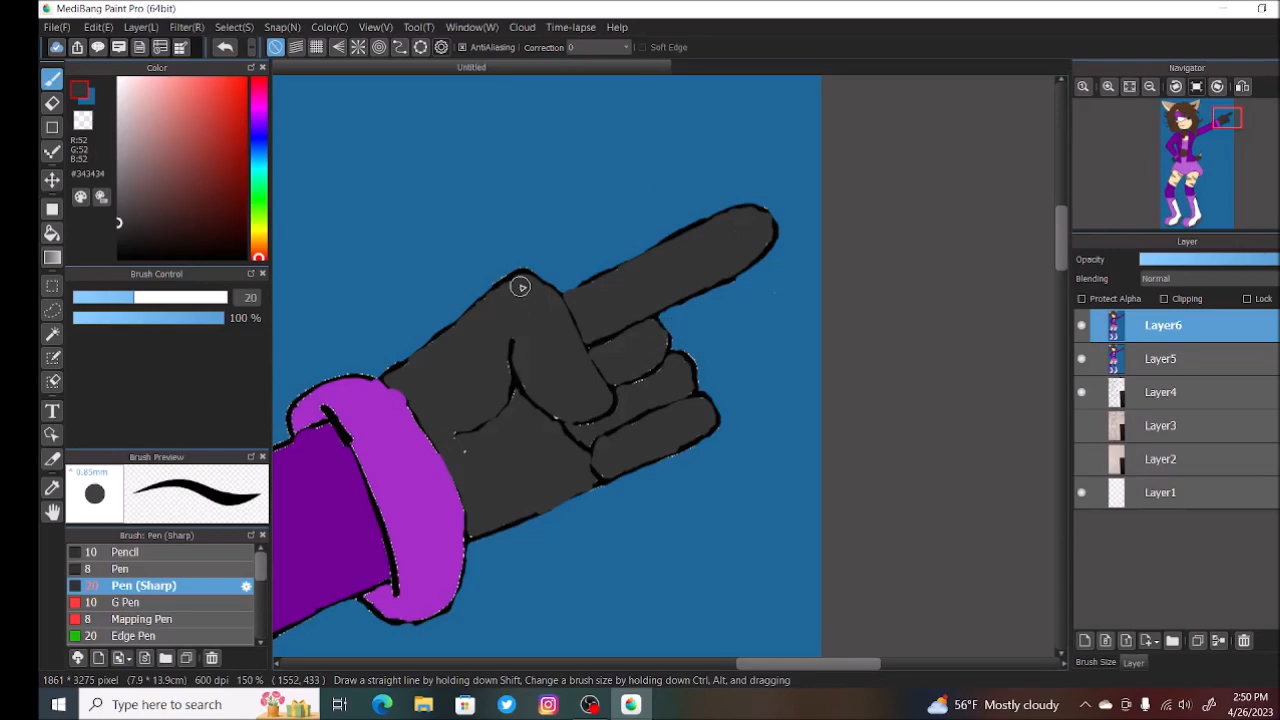 MediBang Paint Pro (64bit)
File(F) Edit(E) Layer(L) Filter(R) Select(S) Snap(N) Color(C) View(V) Tool(T) Window(W) Cloud Time-lapse Help
AntiAliasing Correction 0 Soft Edge
Color
Untitled
Navigator
R:52
G:52
B:52
#343434
Brush Control
20
100 %
Layer
Opacity
Blending Normal
Protect Alpha Clipping Lock
Layer6
Layer5
Layer4
Layer3
Layer2
Layer1
Brush Preview
* 0.85mm
Brush: Pen (Sharp)
10 Pencil
8 Pen
20 Pen (Sharp)
10 G Pen
8 Mapping Pen
20 Edge Pen
Brush Size Layer
1861 * 3275 pixel (7.9 * 13.9cm) 600 dpi 150 % (1552, 433) Draw a straight line by holding down Shift, Change a brush size by holding down Ctrl, Alt, and dragging
Type here to search
56°F Mostly cloudy
2:50 PM
4/26/2023